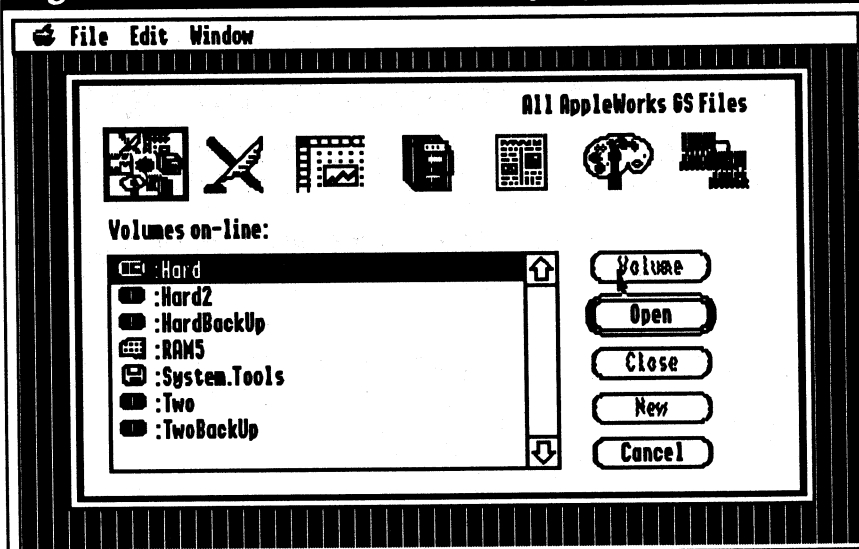 File Edit Window
All AppleWorks GS Files
Volumes on-line:
:Hard
:Hard2
:HardBackUp
:RAM5
:System.Tools
:Two
:TwoBackUp
Volume
Open
Close
New
Cancel